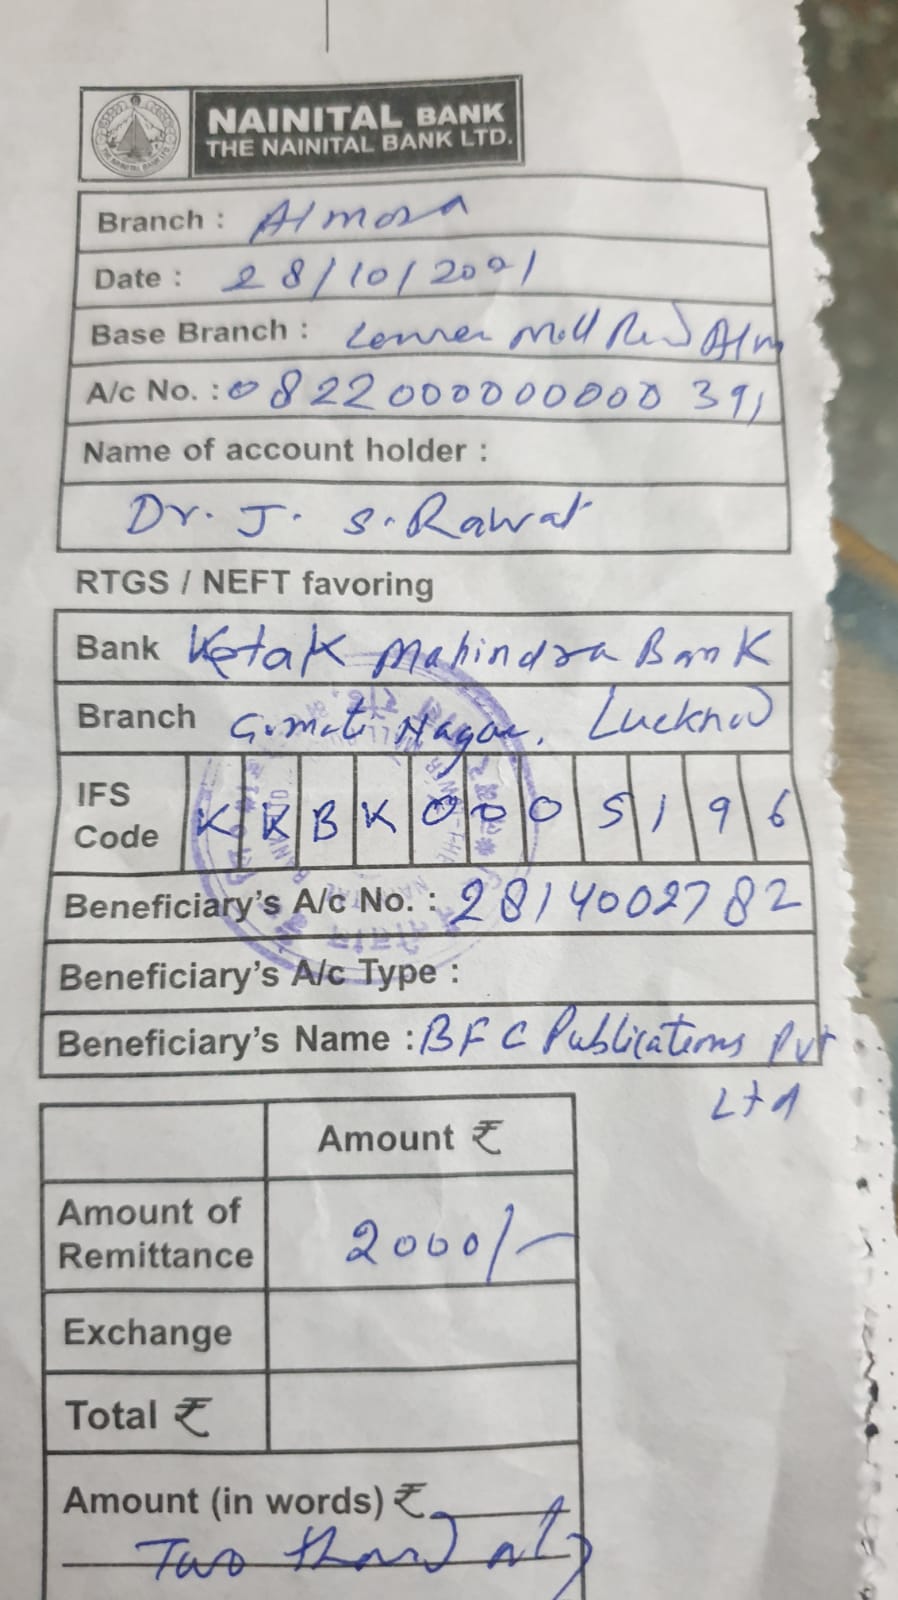 NAINITAL BANK
THE NAINITAL BANK LTD.
Branch : Almora
Date : 28/10/2021
Base Branch : Lower Mall Road Alm
A/c No. : 0822000000000391
Name of account holder :
Dr. J. S. Rawat
RTGS / NEFT favoring
Bank Kotak Mahindra Bank
Branch Gomati Nagar, Lucknow
IFS Code K K B K 0 0 0 5 1 9 6
Beneficiary's A/c No. : 2814002782
Beneficiary's A/c Type :
Beneficiary's Name : BFC Publications Pvt
Ltd
Amount ₹
Amount of Remittance 2000/-
Exchange
Total ₹
Amount (in words) ₹
Two